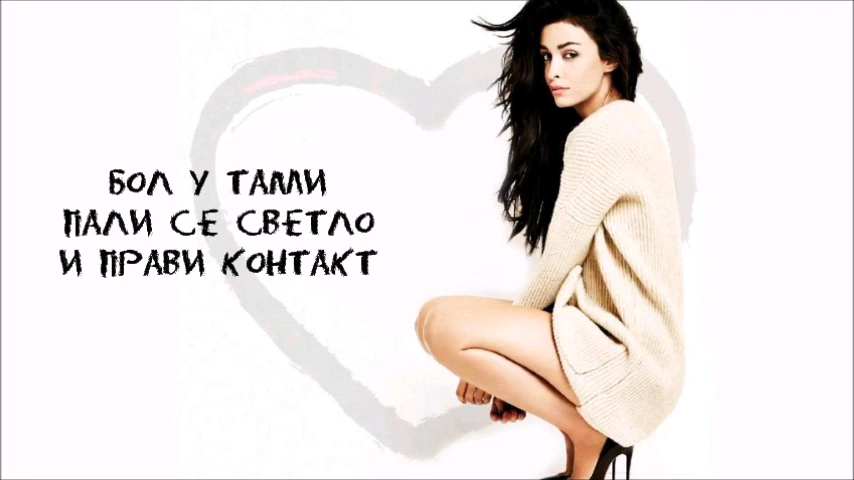 БОЛ У ТАМИ
ПАЛИ СЕ СВЕТЛО
И ПРАВИ КОНТАКТ